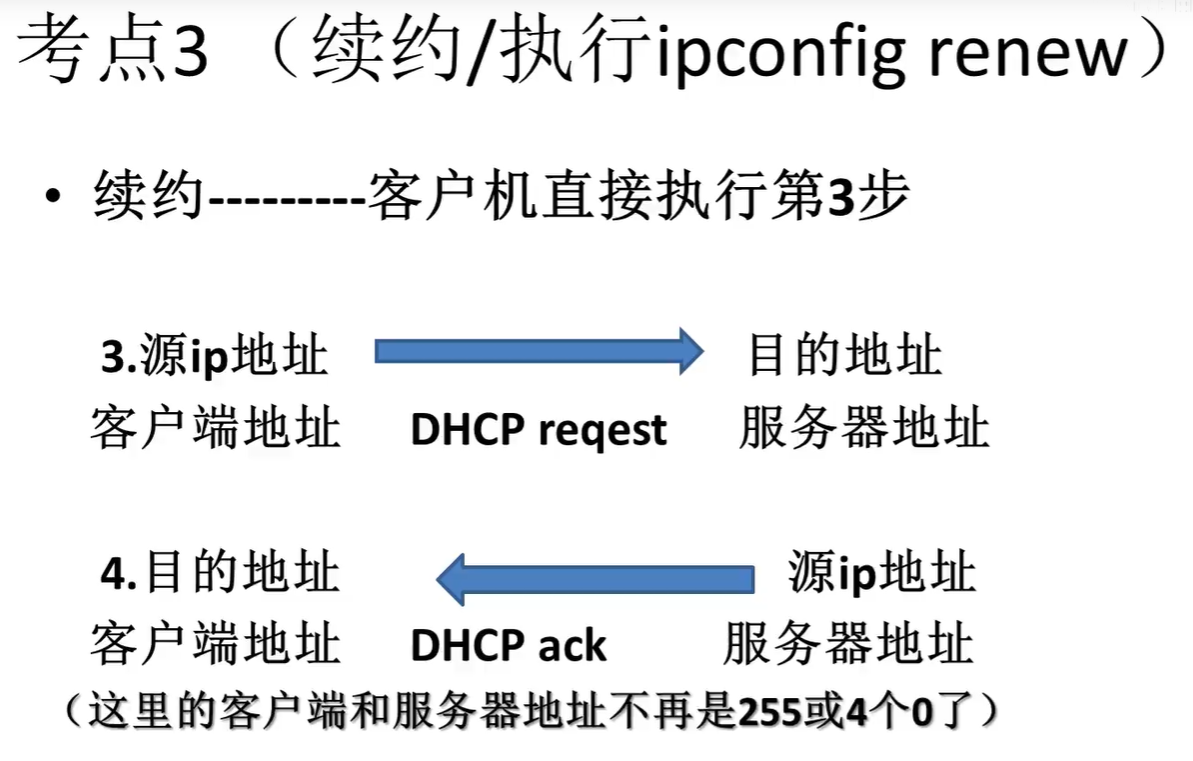 考点3 （续约/执行ipconfig renew）
• 续约---------客户机直接执行第3步
3.源ip地址 目的地址
客户端地址 DHCP reqest 服务器地址
4.目的地址 源ip地址
客户端地址 DHCP ack 服务器地址
（这里的客户端和服务器地址不再是255或4个0了）